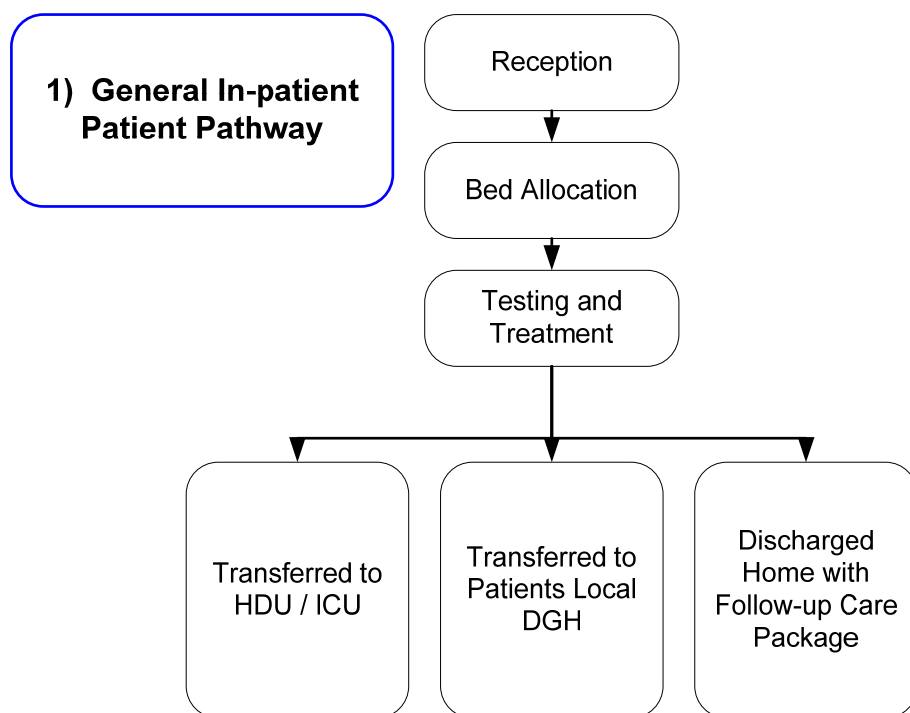 1) General In-patient
Patient Pathway
Reception
Bed Allocation
Testing and
Treatment
Transferred to
HDU / ICU
Transferred to
Patients Local
DGH
Discharged
Home with
Follow-up Care
Package